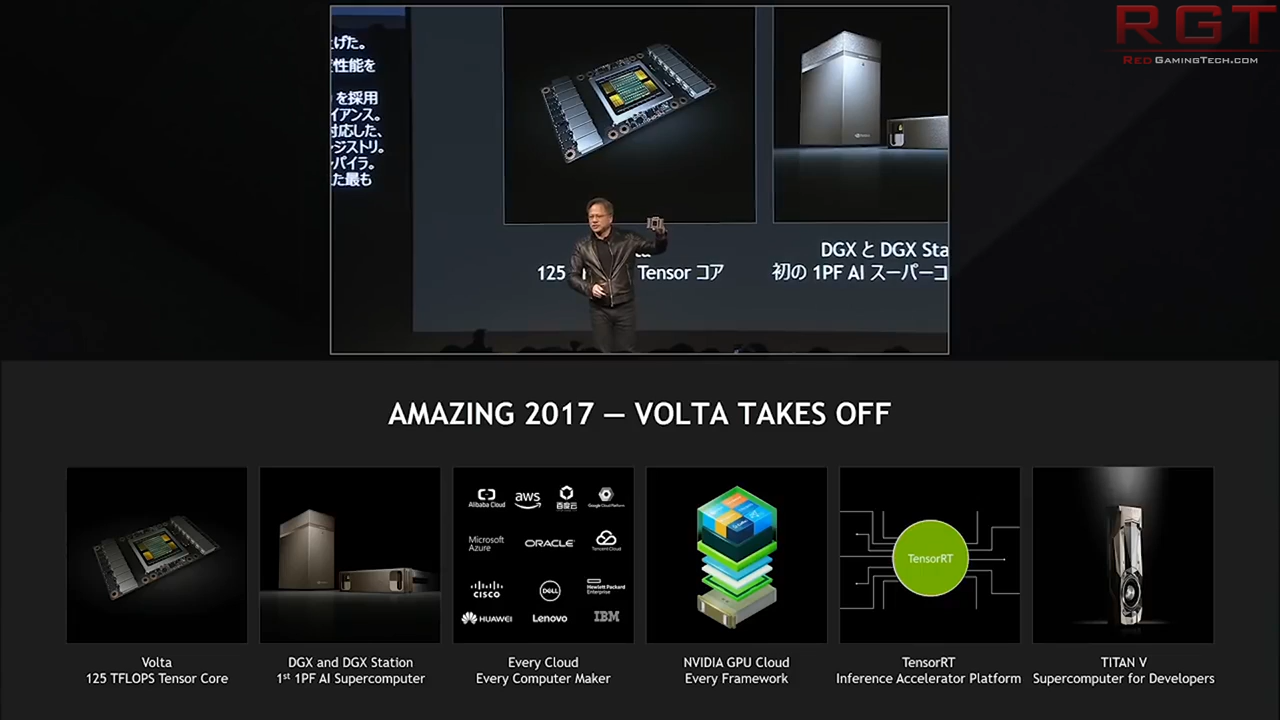 RGT
RED GAMINGTECH.COM
げた。
性能を
を採用
イアンス。
対応した、
ジストリ。
パイラ。
た最も
125
Tensor コア
DGX と DGX Sta
初の 1PF AI スーパーコ
AMAZING 2017 — VOLTA TAKES OFF
Alibaba Cloud
aws
百度云
Google Cloud Platform
Microsoft Azure
ORACLE
Tencent Cloud
CISCO
DELL
Hewlett Packard Enterprise
HUAWEI
Lenovo
IBM
TensorRT
Volta
125 TFLOPS Tensor Core
DGX and DGX Station
1st 1PF AI Supercomputer
Every Cloud
Every Computer Maker
NVIDIA GPU Cloud
Every Framework
TensorRT
Inference Accelerator Platform
TITAN V
Supercomputer for Developers